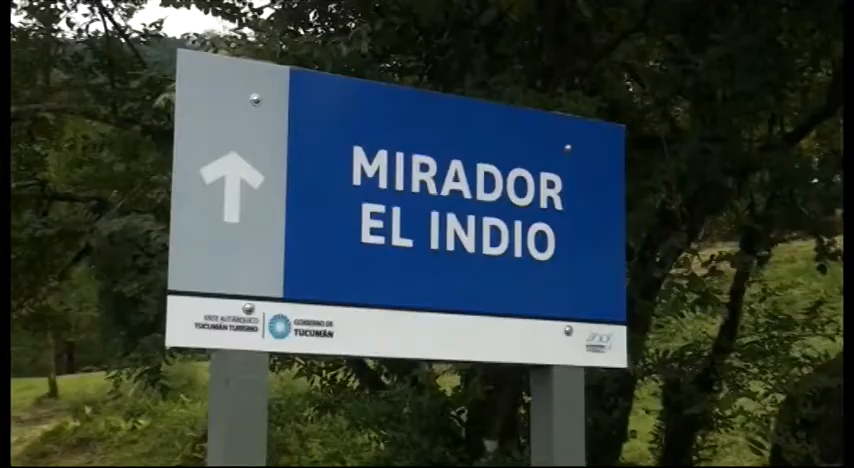 MIRADOR
EL INDIO
ENTE AUTÁRQUICO
TUCUMÁN TURISMO
GOBIERNO DE
TUCUMÁN